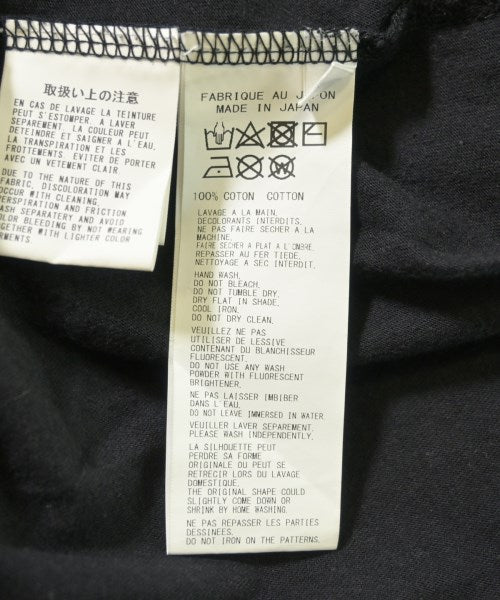 取扱い上の注意
EN CAS DE LAVAGE LA TEINTURE
PEUT S'ESTOMPER. A LAVER
SEPAREMENT. LA COULEUR PEUT
DETEINDRE ET SAIGNER A L'EAU,
LA TRANSPIRATION ET LES
FROTTEMENTS. EVITER DE PORTER
AVEC UN VETEMENT CLAIR.
DUE TO THE NATURE OF THIS
FABRIC, DISCOLORATION MAY
OCCUR WITH CLEANING,
PERSPIRATION AND FRICTION
WASH SEPARATERY AND AVOID
COLOR BLEEDING BY NOT WEARING
TOGETHER WITH LIGHTER COLOR
GARMENTS
FABRIQUE AU JAPON
MADE IN JAPAN
100% COTON COTTON
LAVAGE A LA MAIN.
DECOLORANTS INTERDITS.
NE PAS FAIRE SECHER A LA
MACHINE.
FAIRE SECHER A PLAT A L'OMBRE.
REPASSER AU FER TIEDE.
NETTOYAGE A SEC INTERDIT.
HAND WASH.
DO NOT BLEACH.
DO NOT TUMBLE DRY.
DRY FLAT IN SHADE.
COOL IRON.
DO NOT DRY CLEAN.
VEUILLEZ NE PAS
UTILISER DE LESSIVE
CONTENANT DU BLANCHISSEUR
FLUORESCENT.
DO NOT USE ANY WASH
POWDER WITH FLUORESCENT
BRIGHTENER.
NE PAS LAISSER IMBIBER
DANS L'EAU.
DO NOT LEAVE IMMERSED IN WATER
VEUILLER LAVER SEPAREMENT.
PLEASE WASH INDEPENDENTLY.
LA SILHOUETTE PEUT
PERDRE SA FORME
ORIGINALE OU PEUT SE
RETRECIR LORS DU LAVAGE
DOMESTIQUE.
THE ORIGINAL SHAPE COULD
SLIGHTLY COME DOWN OR
SHRINK BY HOME WASHING.
NE PAS REPASSER LES PARTIES
DESSINEES.
DO NOT IRON ON THE PATTERNS.